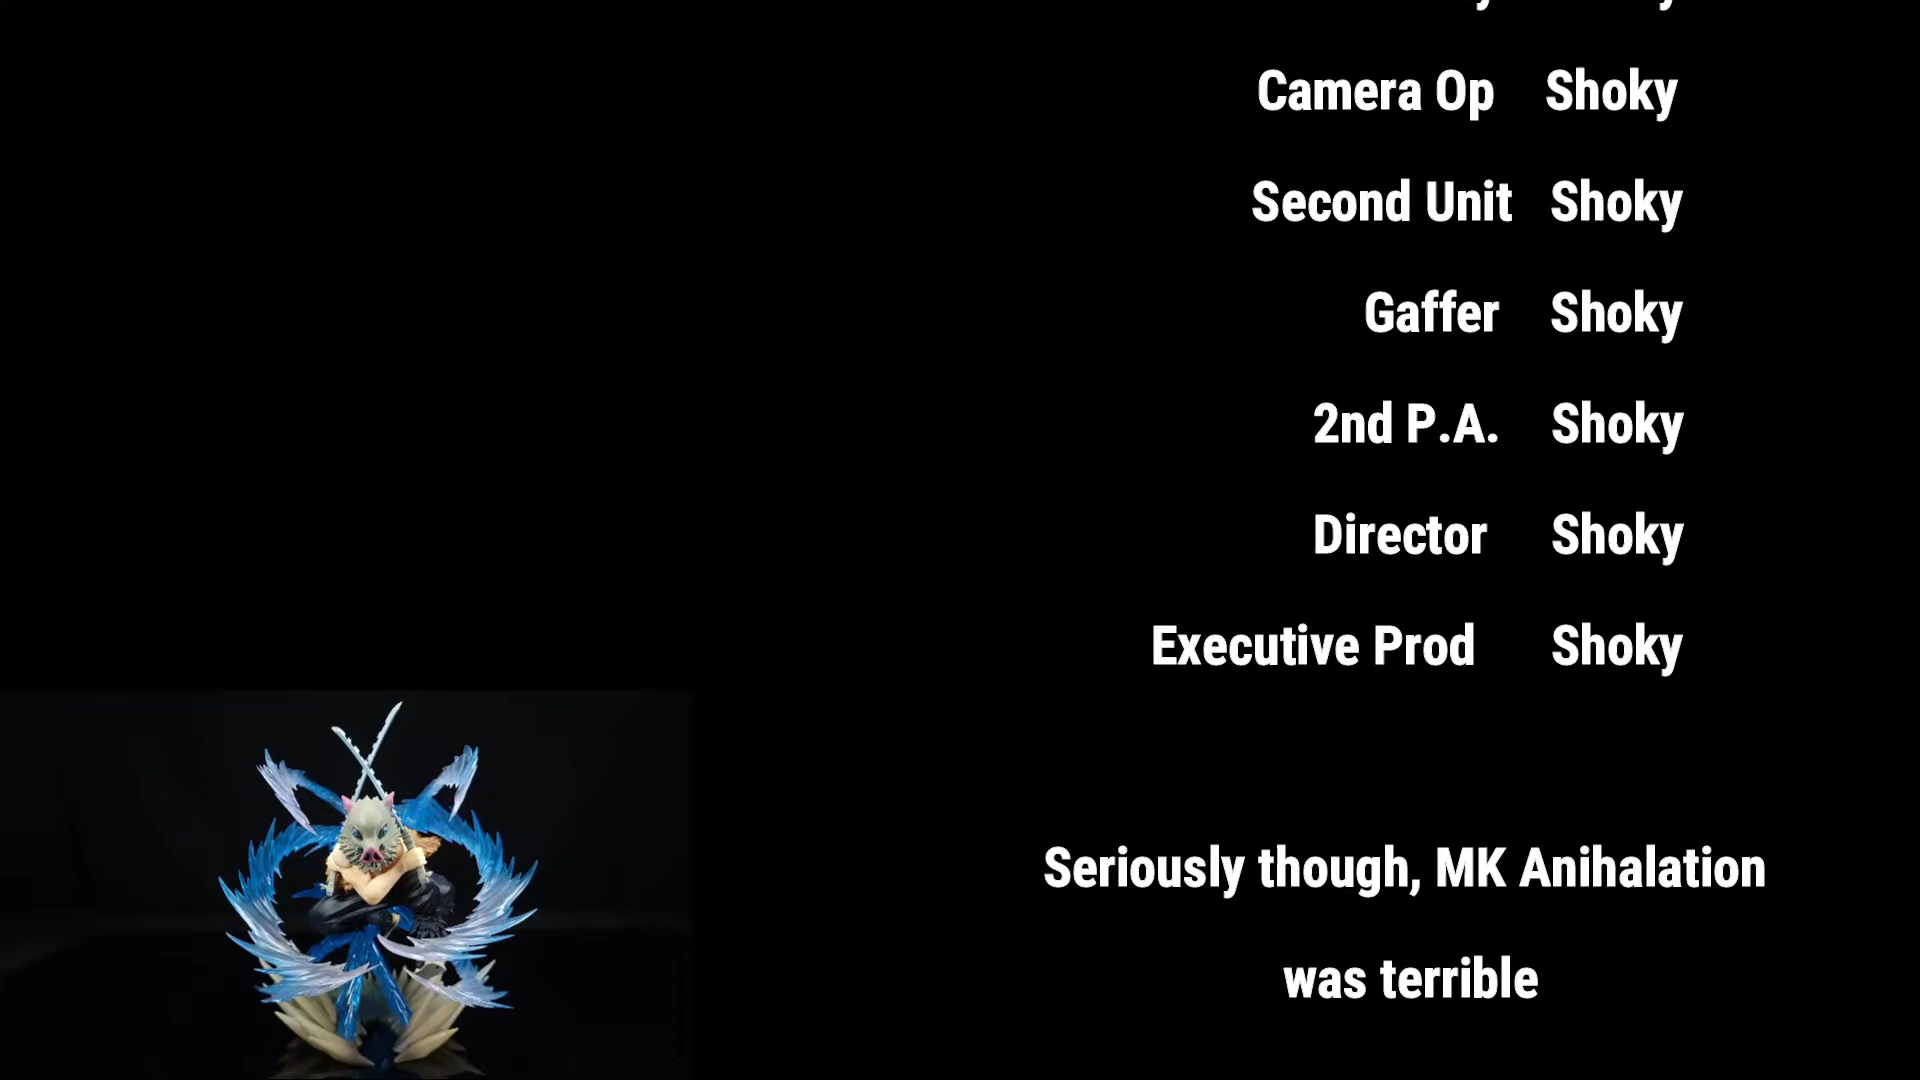 Camera Op Shoky
Second Unit Shoky
Gaffer Shoky
2nd P.A. Shoky
Director Shoky
Executive Prod Shoky
Seriously though, MK Anihalation
was terrible